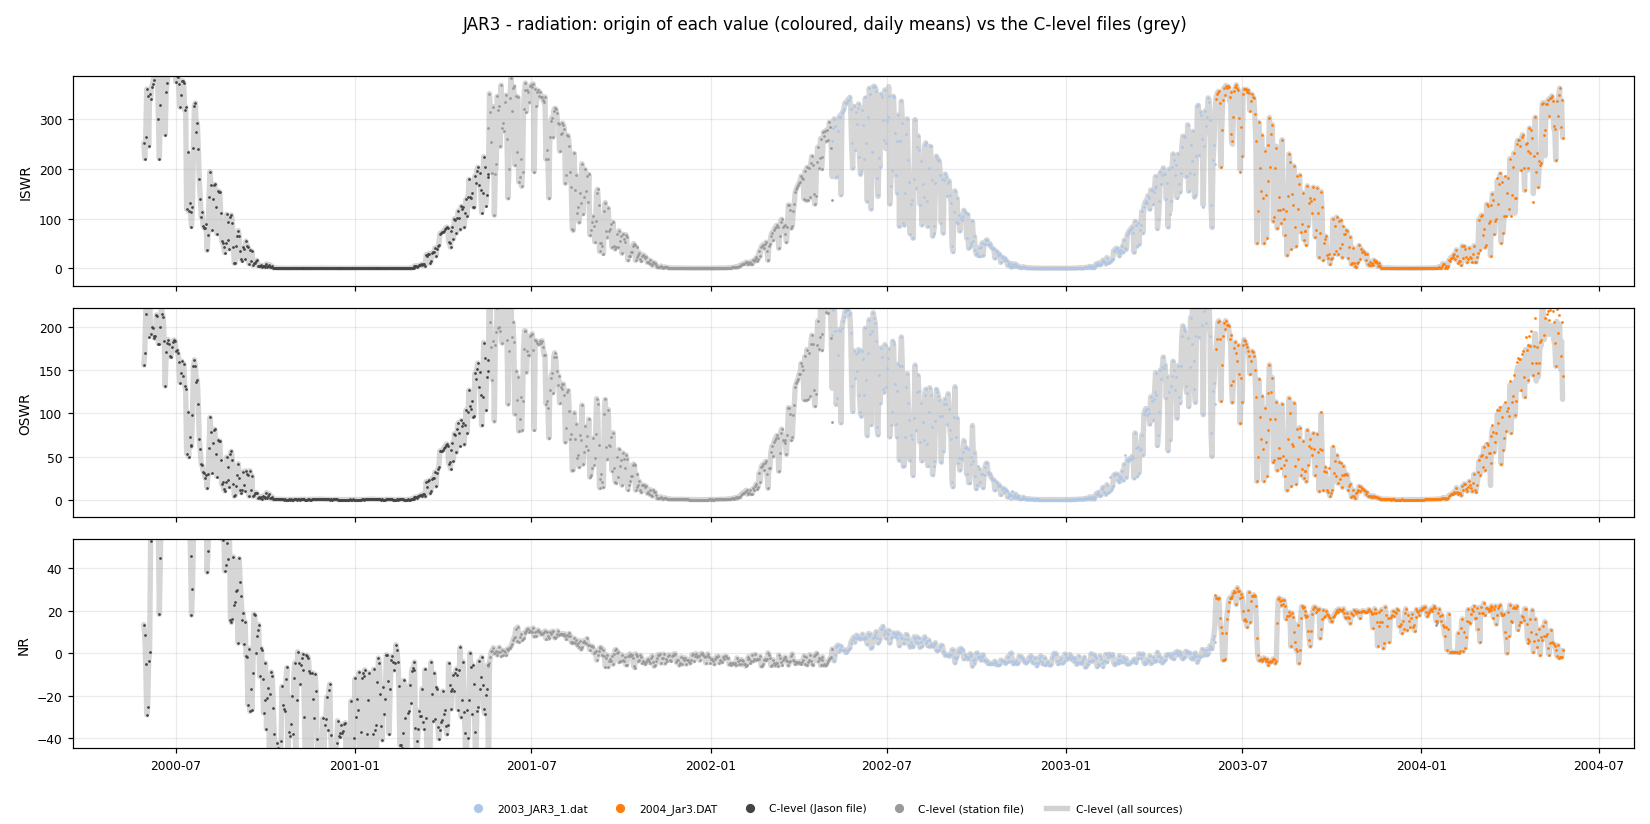 JAR3 - radiation: origin of each value (coloured, daily means) vs the C-level files (grey)
ISWR
300
200
100
0
OSWR
200
150
100
50
0
NR
40
20
0
−20
−40
2000-07
2001-01
2001-07
2002-01
2002-07
2003-01
2003-07
2004-01
2004-07
2003_JAR3_1.dat
2004_Jar3.DAT
C-level (Jason file)
C-level (station file)
C-level (all sources)